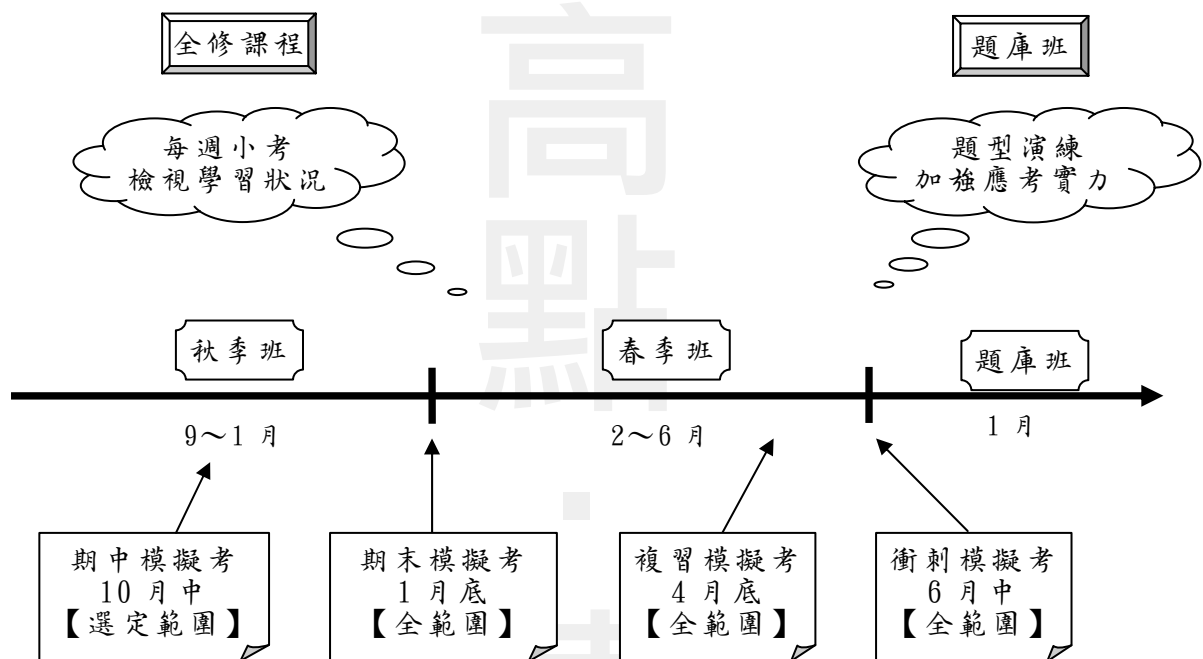 全修課程
題庫班
每週小考
檢視學習狀況
題型演練
加強應考實力
秋季班
春季班
題庫班
9～1 月
2～6 月
1 月
期中模擬考
10 月中
【選定範圍】
期末模擬考
1 月底
【全範圍】
複習模擬考
4 月底
【全範圍】
衝刺模擬考
6 月中
【全範圍】
高點‧